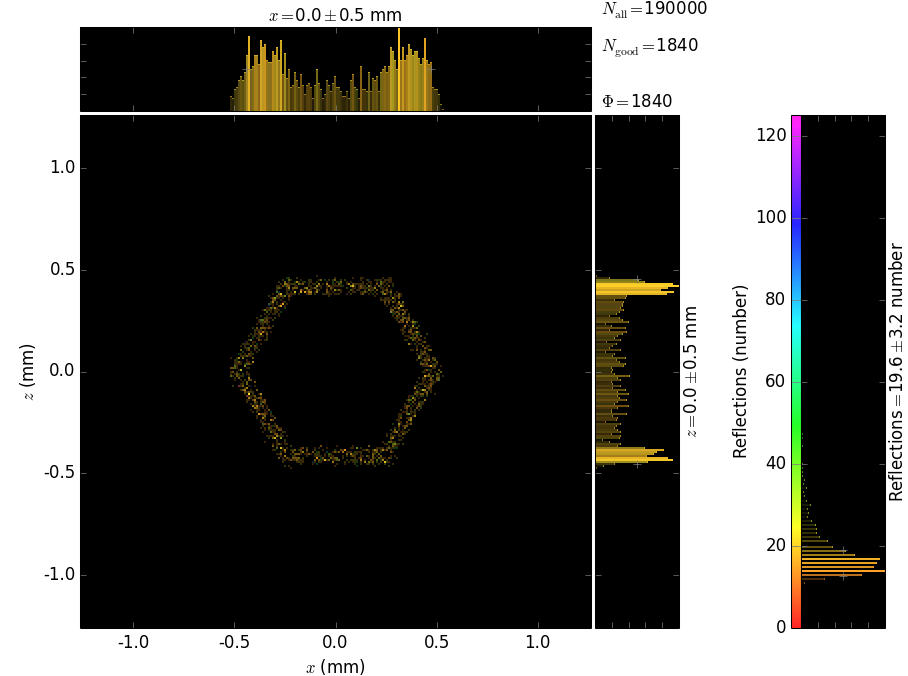 x = 0.0 ± 0.5 mm
N_all = 190000
N_good = 1840
Φ = 1840
1.0
0.5
0.0
-0.5
-1.0
z (mm)
-1.0 -0.5 0.0 0.5 1.0
x (mm)
z = 0.0 ± 0.5 mm
120
100
80
60
40
20
0
Reflections (number)
Reflections = 19.6 ± 3.2 number